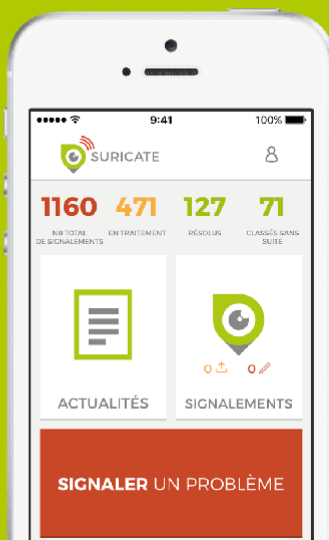 9:41
100%
SURICATE
1160 471 127 71
NB TOTAL DE SIGNALEMENTS
EN TRAITEMENT
RÉSOLUS
CLASSÉS SANS SUITE
0 0
ACTUALITÉS
SIGNALEMENTS
SIGNALER UN PROBLÈME